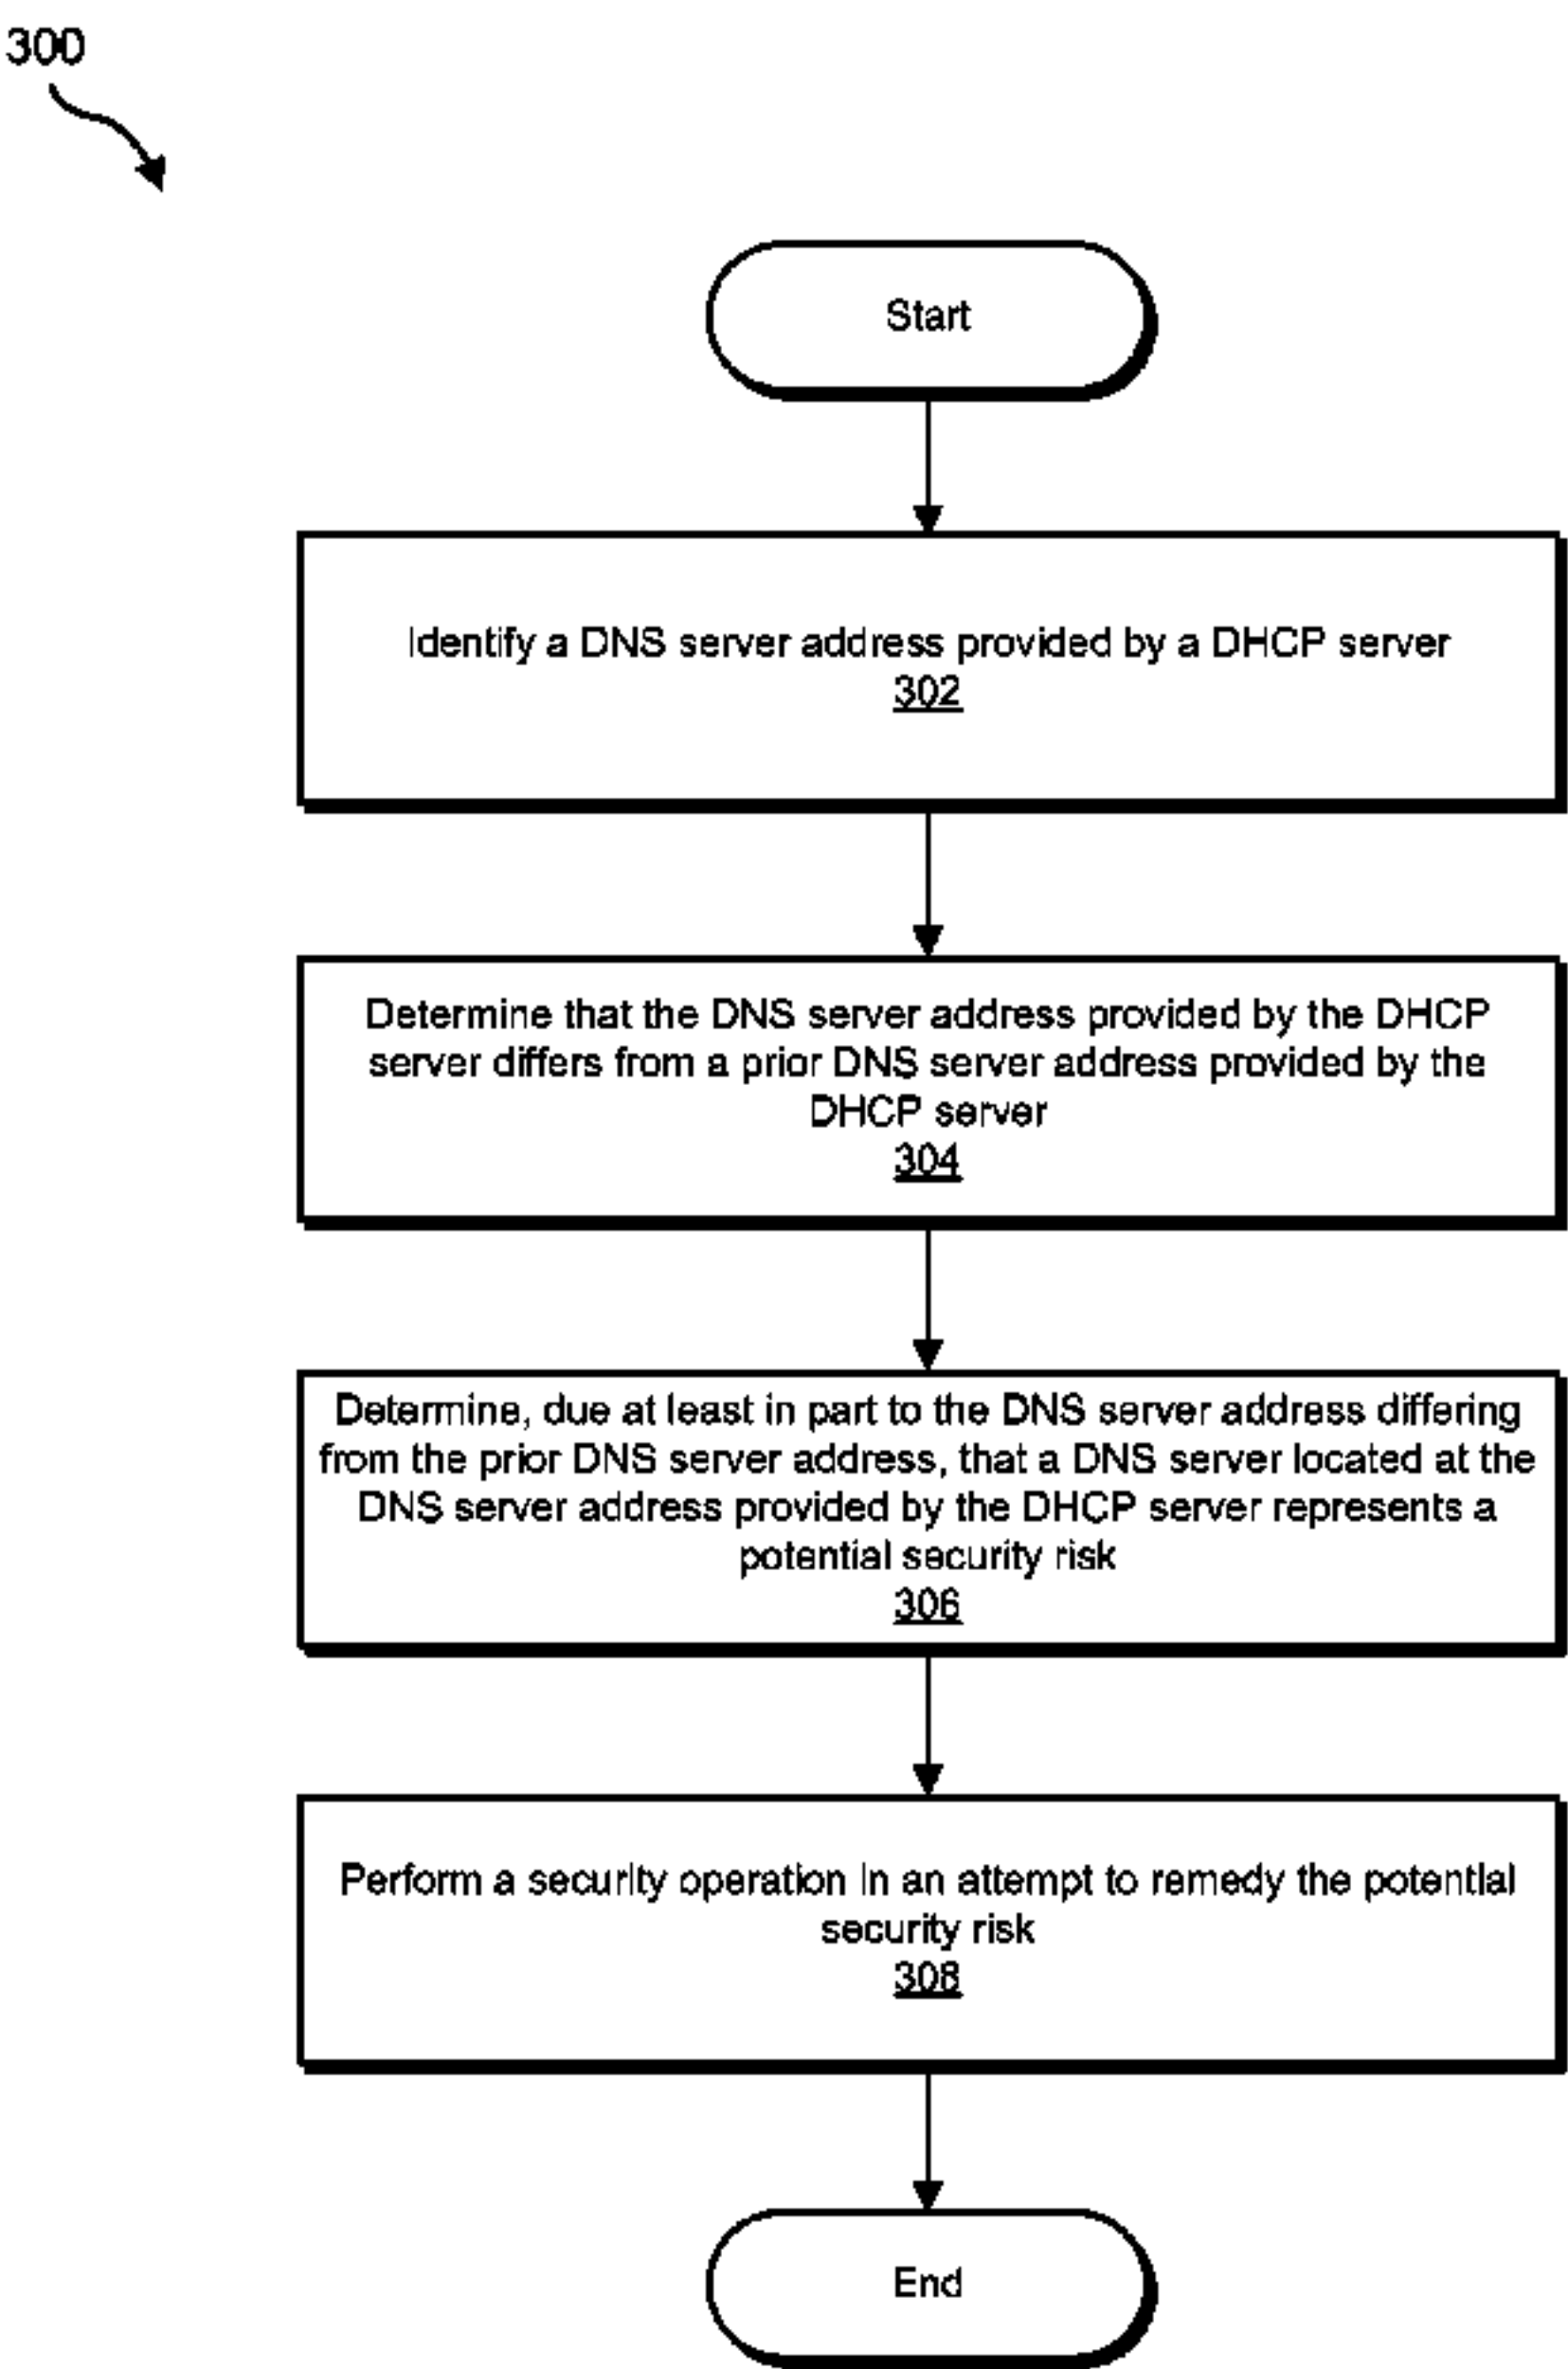 300
Start
Identify a DNS server address provided by a DHCP server
302
Determine that the DNS server address provided by the DHCP
server differs from a prior DNS server address provided by the
DHCP server
304
Determine, due at least in part to the DNS server address differing
from the prior DNS server address, that a DNS server located at the
DNS server address provided by the DHCP server represents a
potential security risk
306
Perform a security operation in an attempt to remedy the potential
security risk
308
End